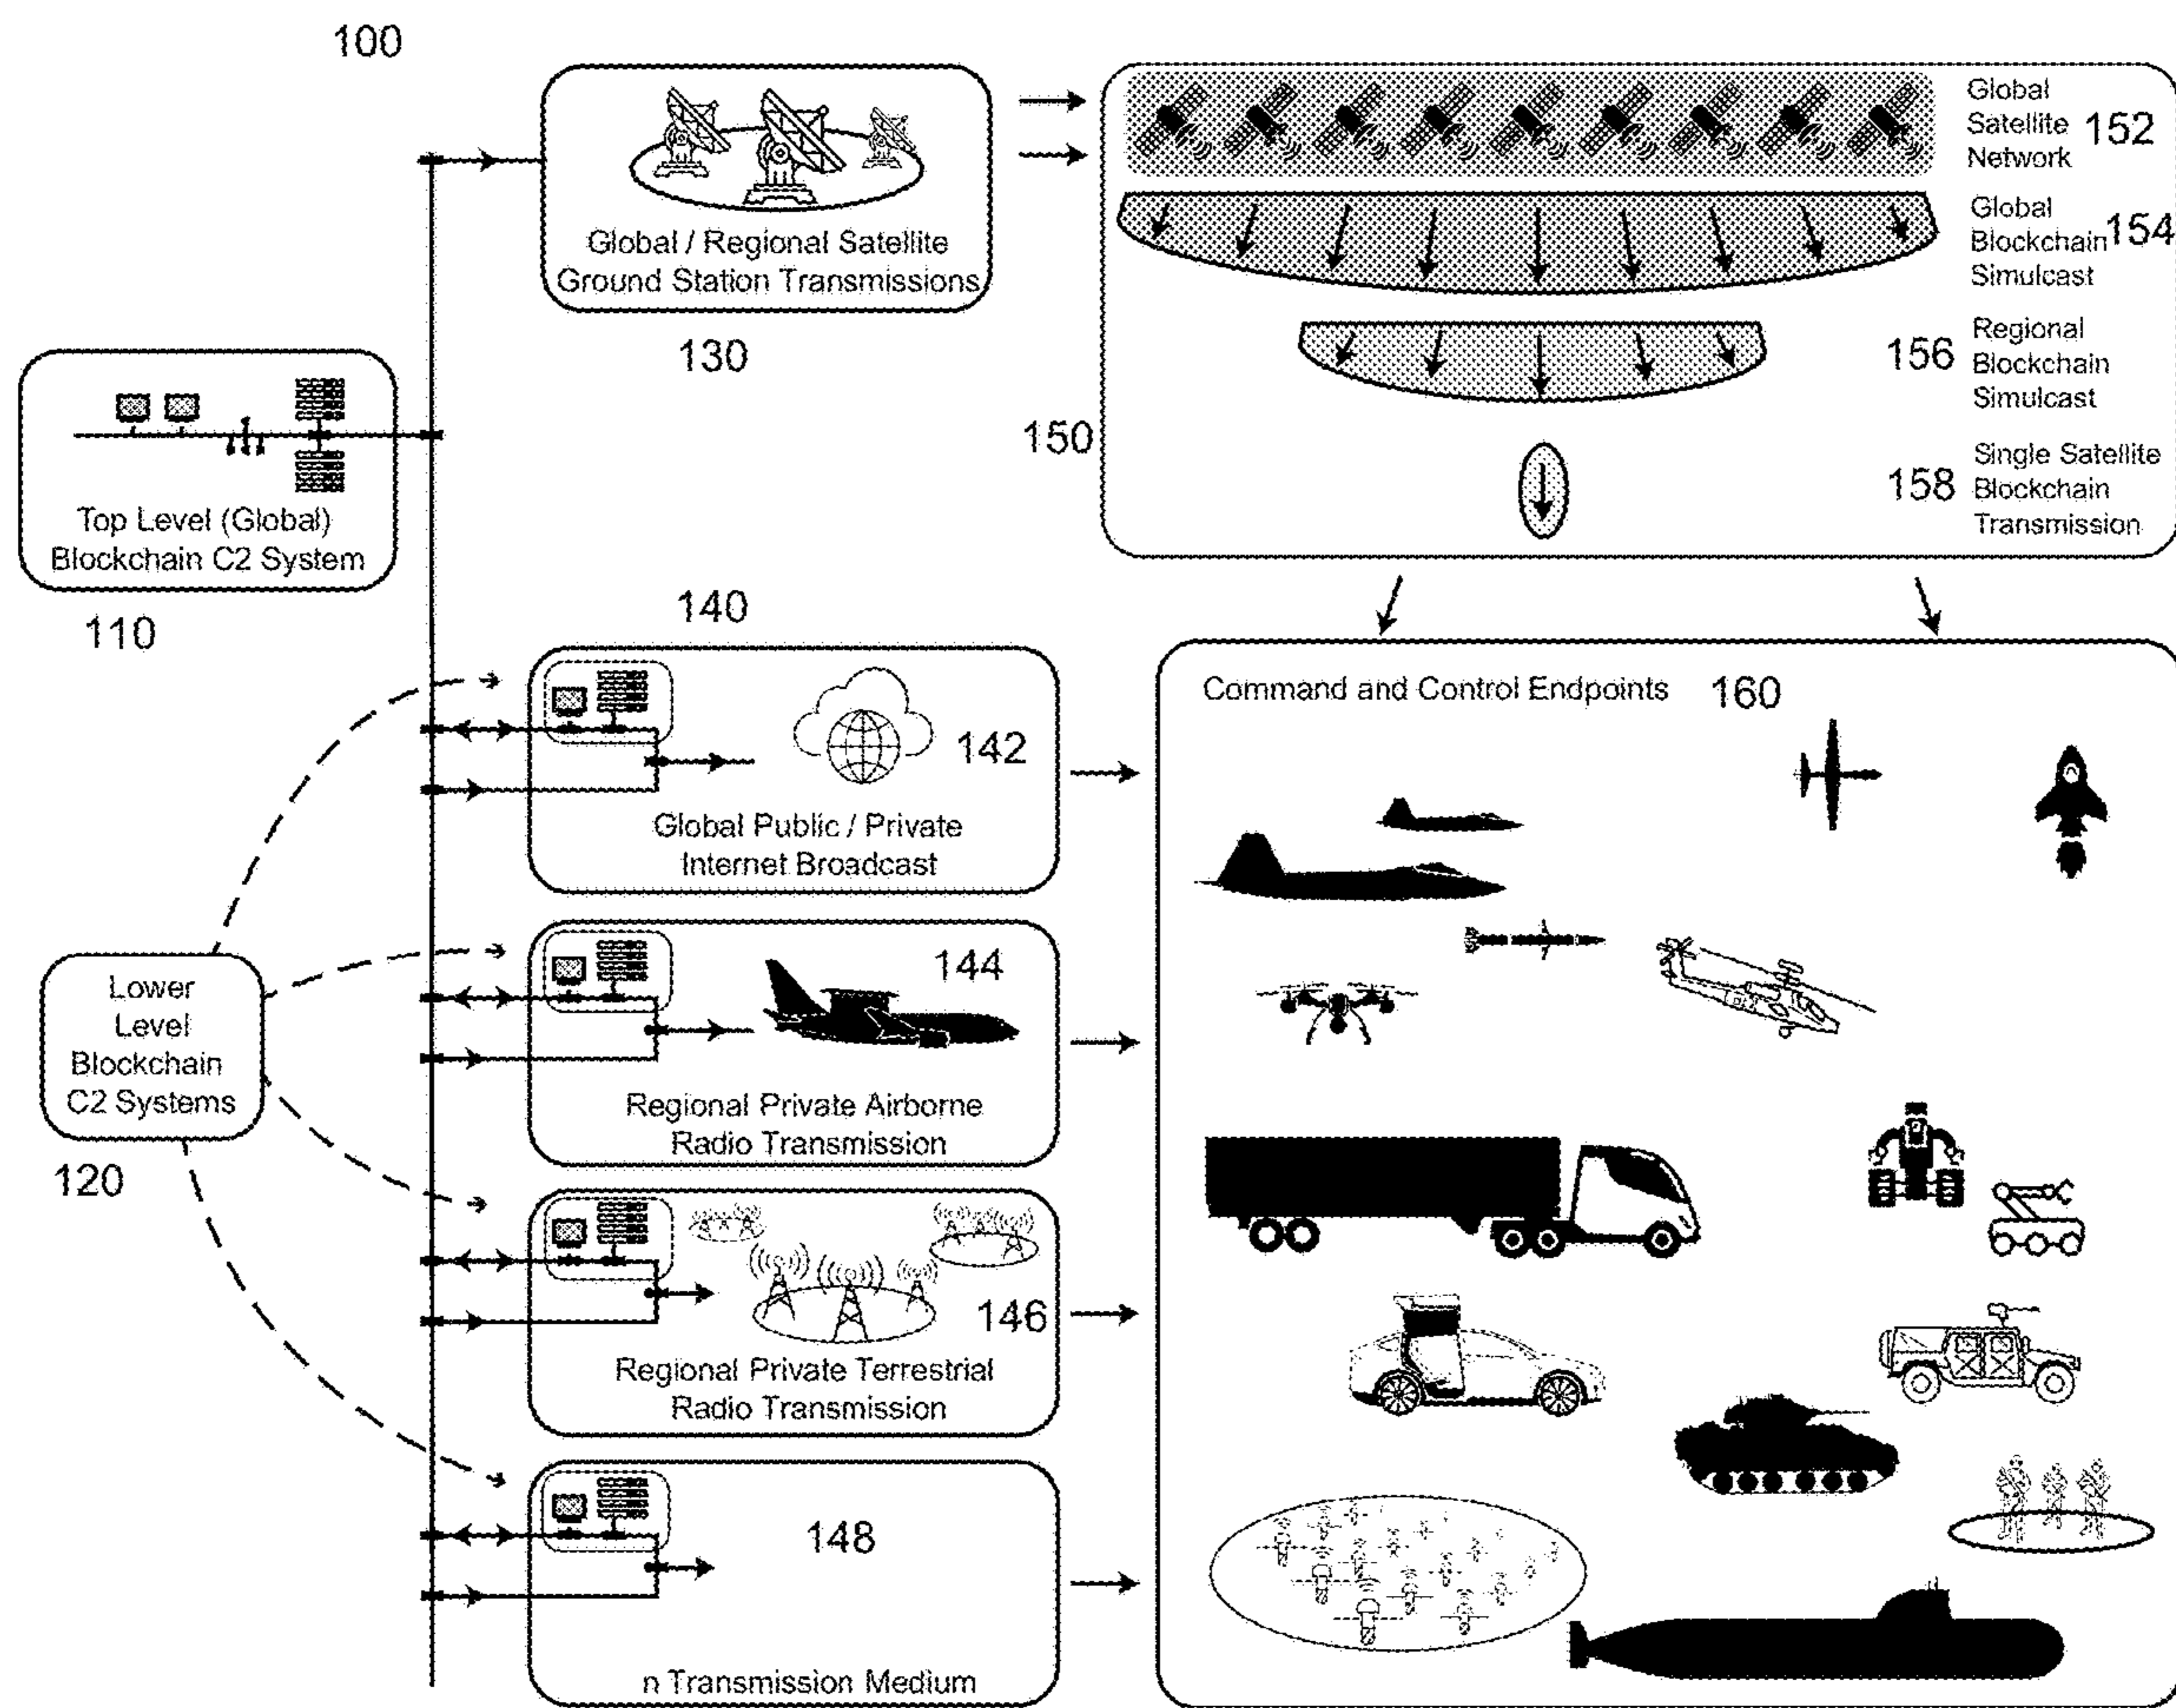 100
Global / Regional Satellite
Ground Station Transmissions
130
Global
Satellite
Network
152
Global
Blockchain
Simulcast
154
Regional
Blockchain
Simulcast
156
150
Single Satellite
Blockchain
Transmission
158
Top Level (Global)
Blockchain C2 System
110
140
142
Global Public / Private
Internet Broadcast
144
Regional Private Airborne
Radio Transmission
Lower
Level
Blockchain
C2 Systems
120
146
Regional Private Terrestrial
Radio Transmission
148
n Transmission Medium
Command and Control Endpoints
160